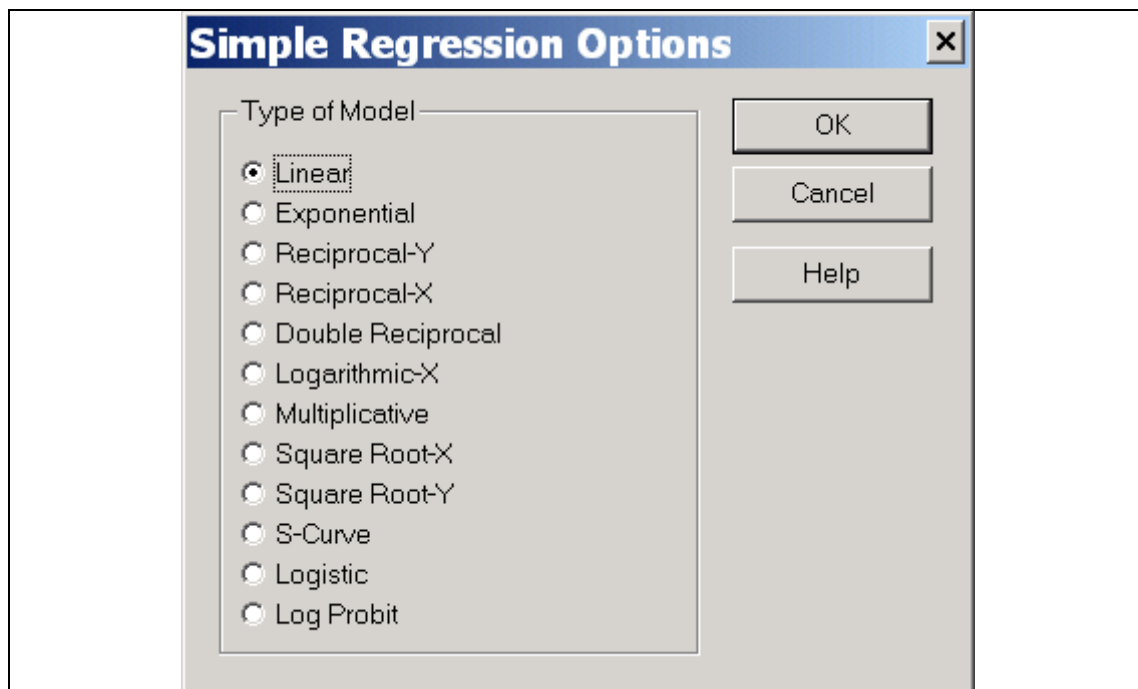 Simple Regression Options
Type of Model
Linear
Exponential
Reciprocal-Y
Reciprocal-X
Double Reciprocal
Logarithmic-X
Multiplicative
Square Root-X
Square Root-Y
S-Curve
Logistic
Log Probit
OK
Cancel
Help